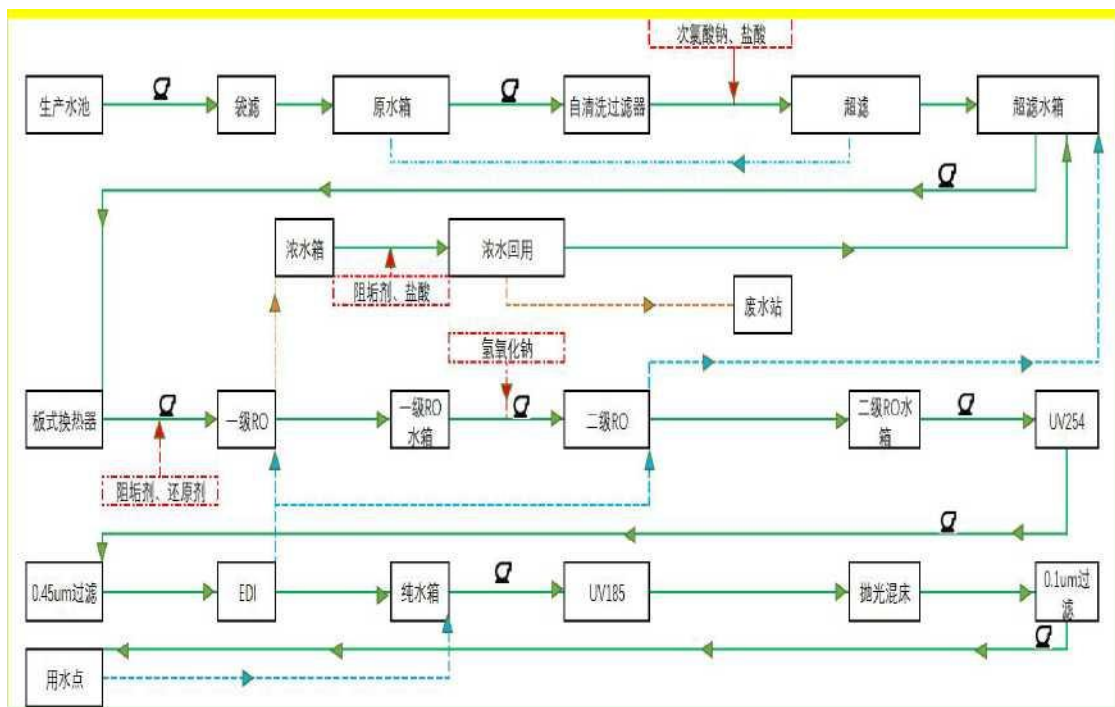 次氯酸钠、盐酸
生产水池
袋滤
原水箱
自清洗过滤器
超滤
超滤水箱
浓水箱
浓水回用
阻垢剂、盐酸
废水站
氢氧化钠
板式换热器
一级RO
一级RO
水箱
二级RO
二级RO水
箱
UV254
阻垢剂、还原剂
0.45um过滤
EDI
纯水箱
UV185
抛光混床
0.1um过
滤
用水点